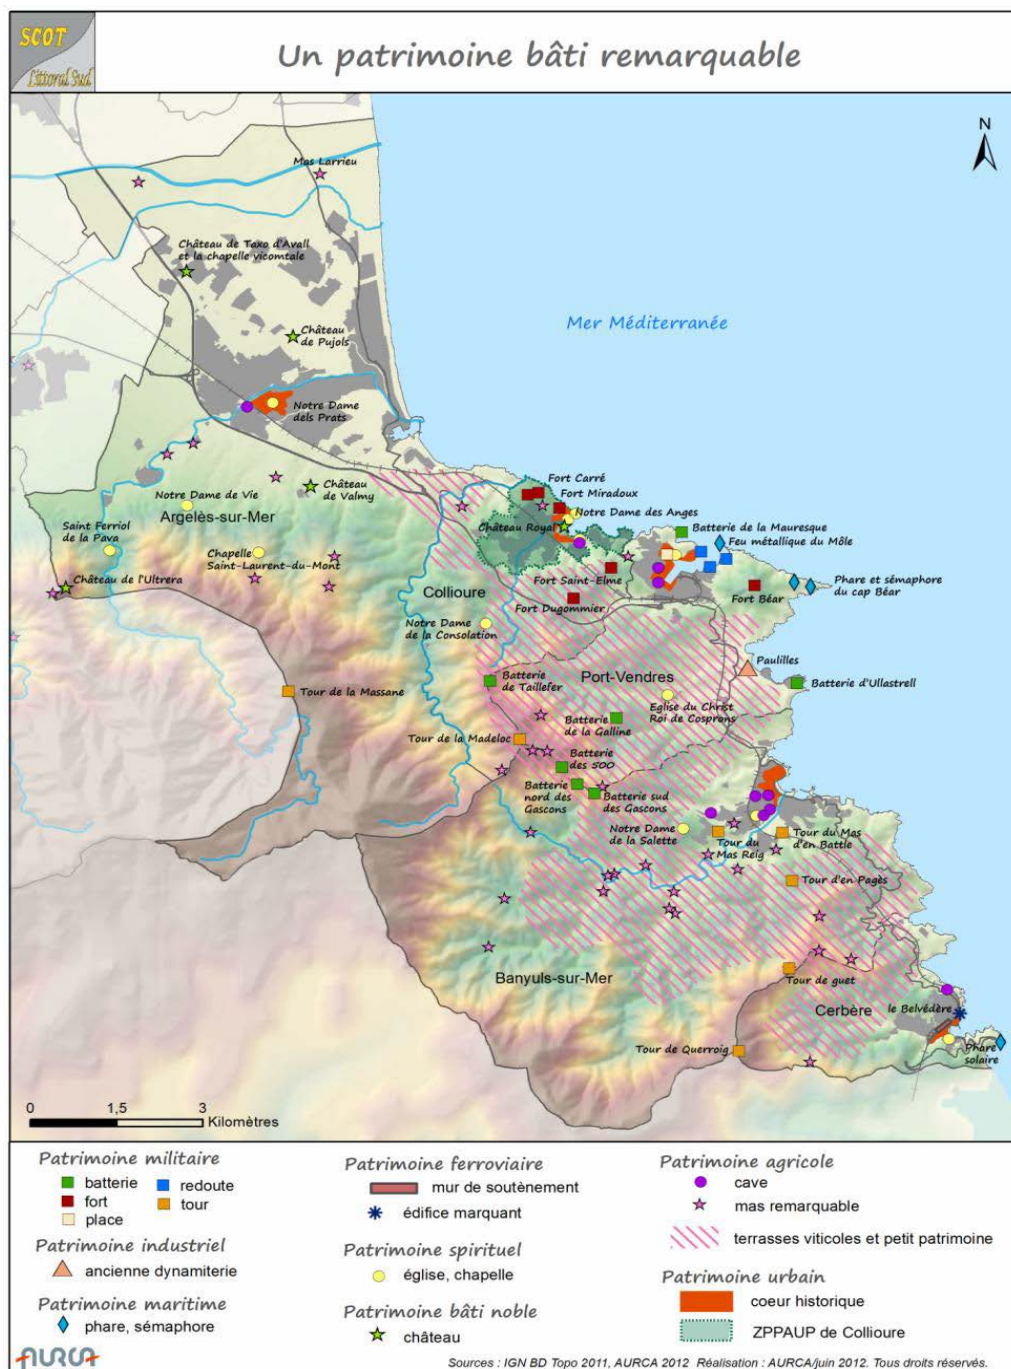 SCOT
Littoral Sud
Un patrimoine bâti remarquable
N
Mas Larrieu
Château de Taxo d'Avall
et la chapelle vicomtale
Mer Méditerranée
Château
de Pujols
Notre Dame
dels Prats
Fort Carré
Château
de Valmy
Fort Miradoux
Notre Dame de Vie
Notre Dame des Anges
Argelès-sur-Mer
Château Royal
Batterie de la Mauresque
Saint Ferriol
de la Pava
Feu métallique du Môle
Chapelle
Saint-Laurent-du-Mont
Fort Saint-Elme
Phare et sémaphore
du cap Béar
Château de l'Ultrera
Collioure
Fort Béar
Fort Dugommier
Notre Dame
de la Consolation
Paulilles
Batterie
de Taillefer
Port-Vendres
Batterie d'Ullastrell
Tour de la Massane
Eglise du Christ
Roi de Cosprons
Batterie
de la Galline
Tour de la Madeloc
Batterie
des 500
Batterie
nord des
Gascons
Batterie sud
des Gascons
Notre Dame
de la Salette
Tour du
Mas Reig
Tour du Mas
d'en Battle
Tour d'en Pagès
Banyuls-sur-Mer
Tour de guet
Cerbère
le Belvédère
Tour de Querroig
Phare
solaire
0 1,5 3
Kilomètres
Patrimoine militaire
batterie
redoute
fort
tour
place
Patrimoine industriel
ancienne dynamiterie
Patrimoine maritime
phare, sémaphore
Patrimoine ferroviaire
mur de soutènement
édifice marquant
Patrimoine spirituel
église, chapelle
Patrimoine bâti noble
château
Patrimoine agricole
cave
mas remarquable
terrasses viticoles et petit patrimoine
Patrimoine urbain
coeur historique
ZPPAUP de Collioure
AURCA
Sources : IGN BD Topo 2011, AURCA 2012 Réalisation : AURCA/juin 2012. Tous droits réservés.